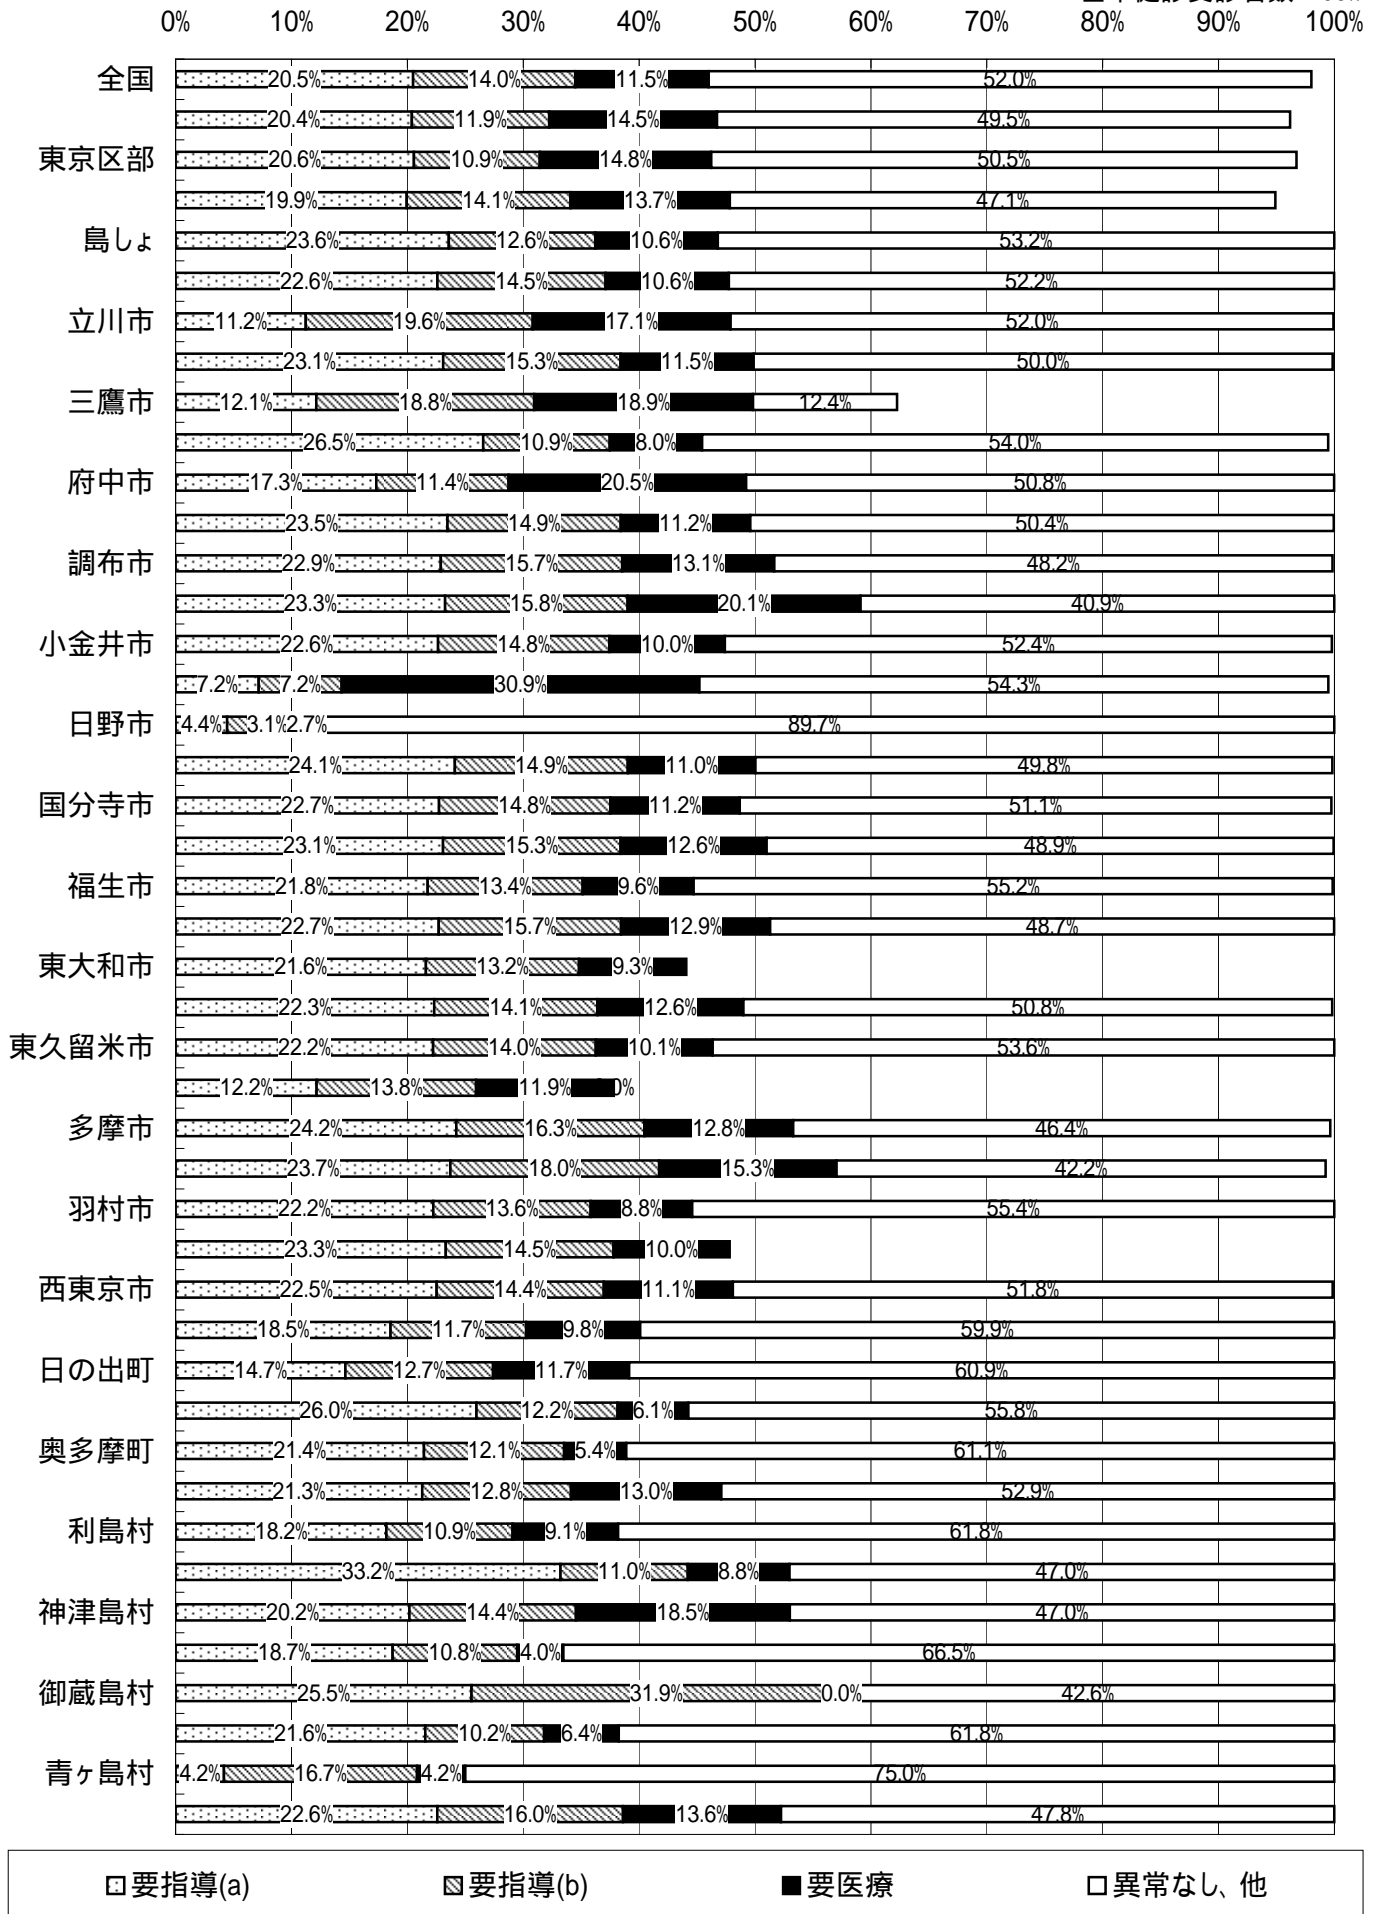 0% 10% 20% 30% 40% 50% 60% 70% 80% 90% 100%
全国 20.5% 14.0% 11.5% 52.0%
20.4% 11.9% 14.5% 49.5%
東京区部 20.6% 10.9% 14.8% 50.5%
19.9% 14.1% 13.7% 47.1%
島しょ 23.6% 12.6% 10.6% 53.2%
22.6% 14.5% 10.6% 52.2%
立川市 11.2% 19.6% 17.1% 52.0%
23.1% 15.3% 11.5% 50.0%
三鷹市 12.1% 18.8% 18.9% 12.4%
26.5% 10.9% 8.0% 54.0%
府中市 17.3% 11.4% 20.5% 50.8%
23.5% 14.9% 11.2% 50.4%
調布市 22.9% 15.7% 13.1% 48.2%
23.3% 15.8% 20.1% 40.9%
小金井市 22.6% 14.8% 10.0% 52.4%
7.2% 7.2% 30.9% 54.3%
日野市 4.4% 3.1% 2.7% 89.7%
24.1% 14.9% 11.0% 49.8%
国分寺市 22.7% 14.8% 11.2% 51.1%
23.1% 15.3% 12.6% 48.9%
福生市 21.8% 13.4% 9.6% 55.2%
22.7% 15.7% 12.9% 48.7%
東大和市 21.6% 13.2% 9.3%
22.3% 14.1% 12.6% 50.8%
東久留米市 22.2% 14.0% 10.1% 53.6%
12.2% 13.8% 11.9%
多摩市 24.2% 16.3% 12.8% 46.4%
23.7% 18.0% 15.3% 42.2%
羽村市 22.2% 13.6% 8.8% 55.4%
23.3% 14.5% 10.0%
西東京市 22.5% 14.4% 11.1% 51.8%
18.5% 11.7% 9.8% 59.9%
日の出町 14.7% 12.7% 11.7% 60.9%
26.0% 12.2% 6.1% 55.8%
奥多摩町 21.4% 12.1% 5.4% 61.1%
21.3% 12.8% 13.0% 52.9%
利島村 18.2% 10.9% 9.1% 61.8%
33.2% 11.0% 8.8% 47.0%
神津島村 20.2% 14.4% 18.5% 47.0%
18.7% 10.8% 4.0% 66.5%
御蔵島村 25.5% 31.9% 0.0% 42.6%
21.6% 10.2% 6.4% 61.8%
青ヶ島村 4.2% 16.7% 4.2% 75.0%
22.6% 16.0% 13.6% 47.8%
要指導(a) 要指導(b) 要医療 異常なし、他